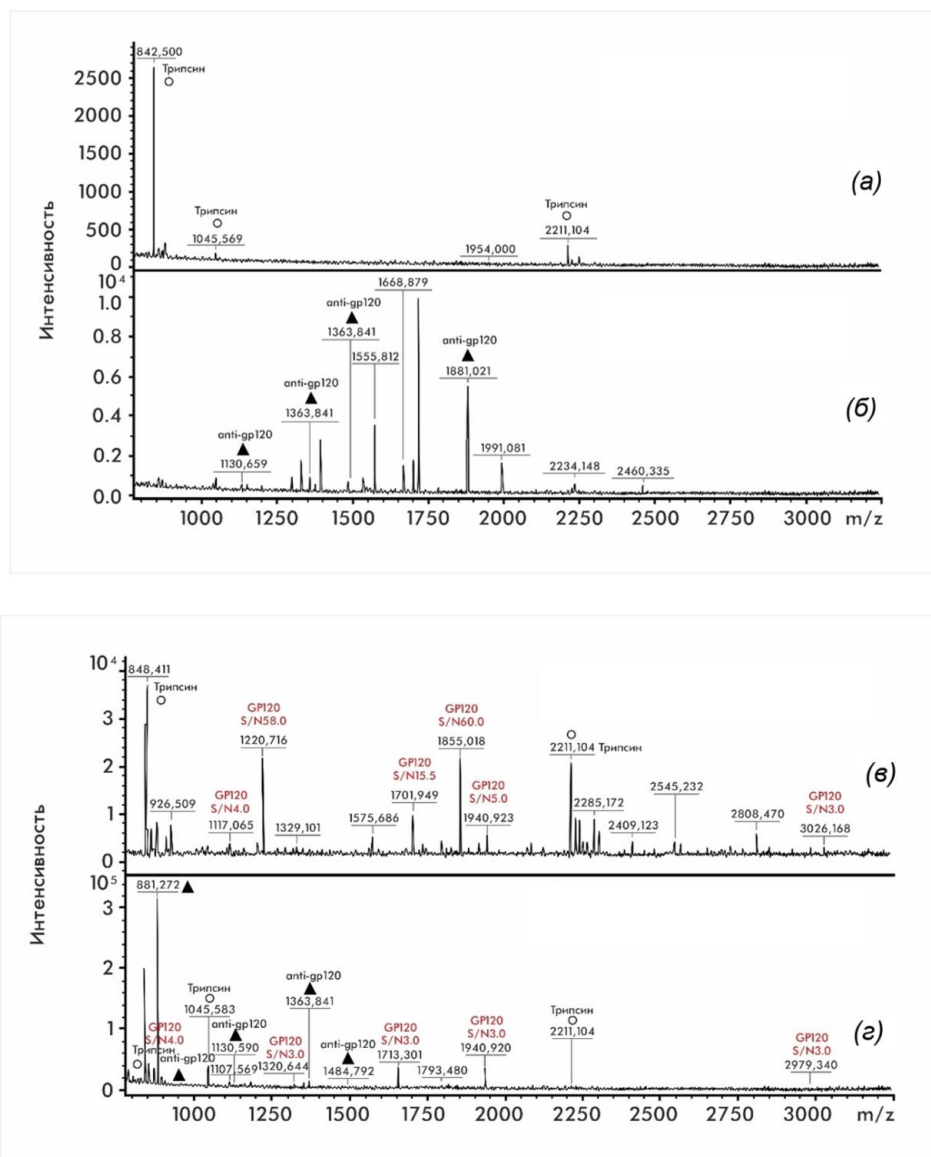 842,500
Трипсин
2500
2000
1500
1000
500
0
Трипсин
1045,569
1954,000
Трипсин
2211,104
(а)
Интенсивность
10⁴
1.0
0.8
0.6
0.4
0.2
0.0
anti-gp120
1130,659
anti-gp120
1363,841
anti-gp120
1363,841
1555,812
1668,879
anti-gp120
1881,021
1991,081
2234,148
2460,335
(б)
1000 1250 1500 1750 2000 2250 2500 2750 3000 m/z
10⁴
3
2
1
0
848,411
Трипсин
926,509
GP120
S/N4.0
1117,065
GP120
S/N58.0
1220,716
1329,101
1575,686
GP120
S/N15.5
1701,949
GP120
S/N60.0
1855,018
GP120
S/N5.0
1940,923
2211,104 Трипсин
2285,172
2409,123
2545,232
2808,470
GP120
S/N3.0
3026,168
(в)
Интенсивность
10⁵
3
2
1
0
881,272
GP120
S/N4.0
Трипсин
anti-gp120
Трипсин
1045,583
anti-gp120
1130,590
1107,569
GP120
S/N3.0
1320,644
anti-gp120
1363,841
anti-gp120
1484,792
GP120
S/N3.0
1713,301
1793,480
GP120
S/N3.0
1940,920
Трипсин
2211,104
GP120
S/N3.0
2979,340
(г)
1000 1250 1500 1750 2000 2250 2500 2750 3000 m/z